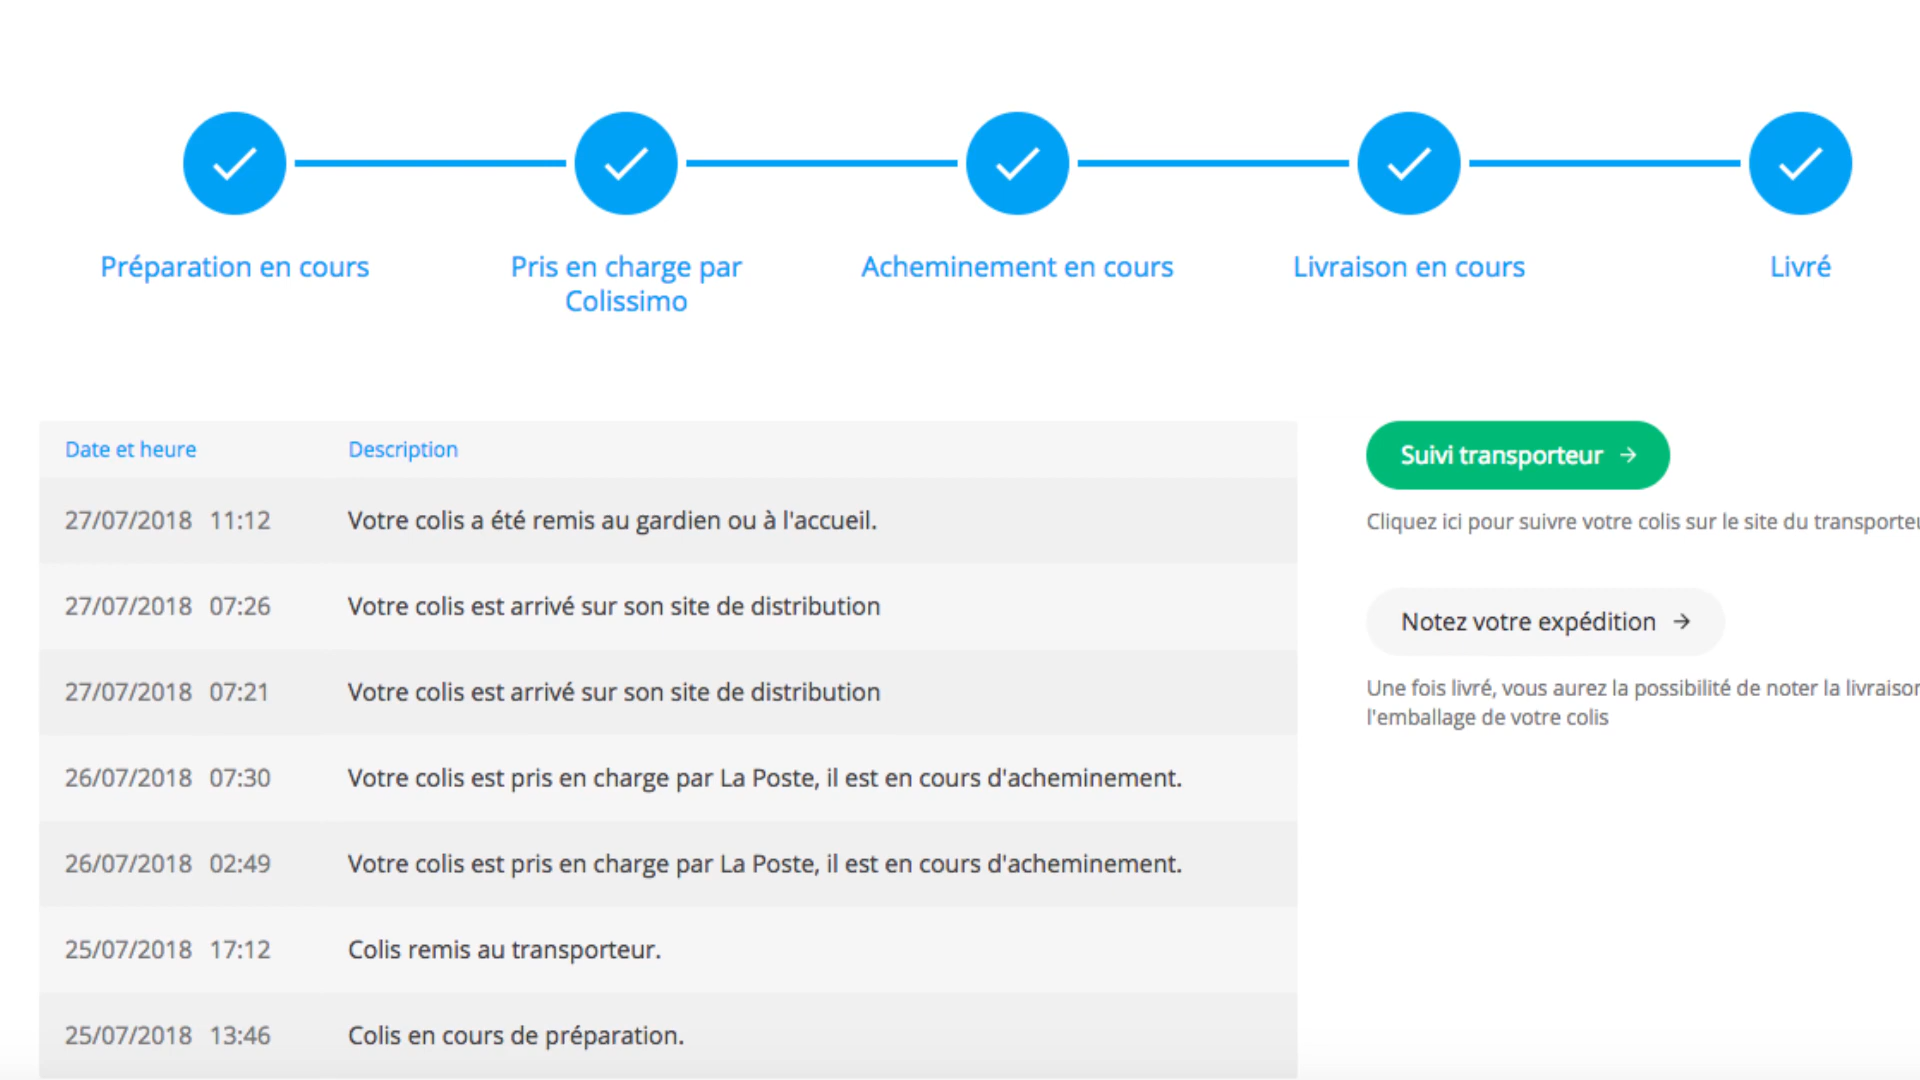 Préparation en cours
Pris en charge par
Colissimo
Acheminement en cours
Livraison en cours
Livré
Date et heure Description
27/07/2018 11:12 Votre colis a été remis au gardien ou à l'accueil.
27/07/2018 07:26 Votre colis est arrivé sur son site de distribution
27/07/2018 07:21 Votre colis est arrivé sur son site de distribution
26/07/2018 07:30 Votre colis est pris en charge par La Poste, il est en cours d'acheminement.
26/07/2018 02:49 Votre colis est pris en charge par La Poste, il est en cours d'acheminement.
25/07/2018 17:12 Colis remis au transporteur.
25/07/2018 13:46 Colis en cours de préparation.
Suivi transporteur →
Cliquez ici pour suivre votre colis sur le site du
Notez votre expédition →
Une fois livré, vous aurez la possibilité de noter la
l'emballage de votre colis